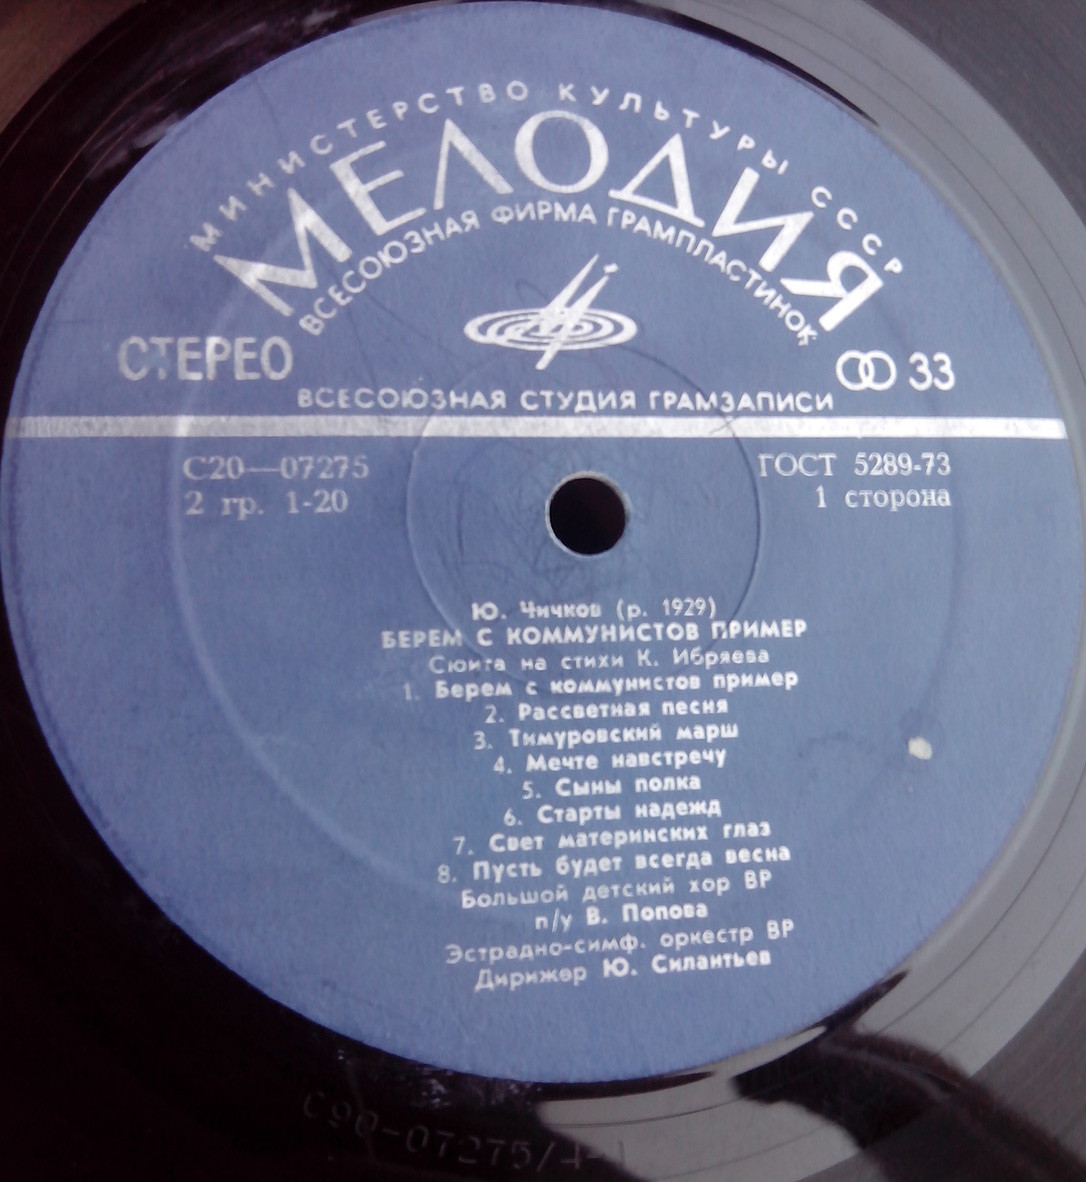 МИНИСТЕРСТВО КУЛЬТУРЫ СССР
МЕЛОДИЯ
ВСЕСОЮЗНАЯ ФИРМА ГРАМПЛАСТИНОК
СТЕРЕО
33
ВСЕСОЮЗНАЯ СТУДИЯ ГРАМЗАПИСИ
С20—07275
ГОСТ 5289-73
2 гр. 1-20
1 сторона
Ю. Чичков (р. 1929)
БЕРЕМ С КОММУНИСТОВ ПРИМЕР
Сюита на стихи К. Ибряева
1. Берем с коммунистов пример
2. Рассветная песня
3. Тимуровский марш
4. Мечте навстречу
5. Сыны полка
6. Старты надежд
7. Свет материнских глаз
8. Пусть будет всегда весна
Большой детский хор ВР
п/у В. Попова
Эстрадно-симф. оркестр ВР
Дирижер Ю. Силантьев